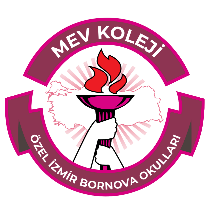 MEV KOLEJİ
ÖZEL İZMİR BORNOVA OKULLARI